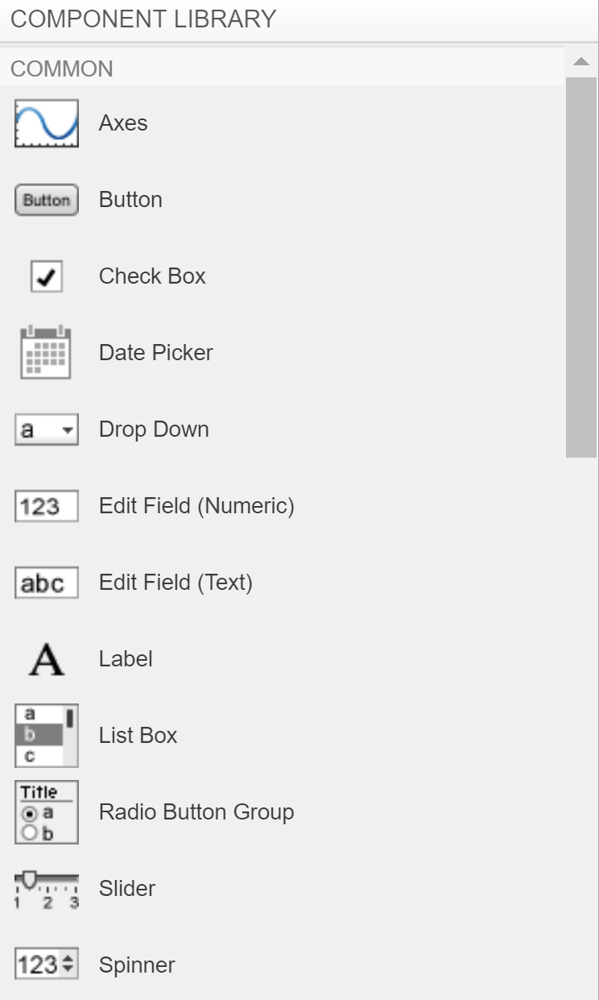 COMPONENT LIBRARY
COMMON
Axes
Button Button
Check Box
Date Picker
a Drop Down
123 Edit Field (Numeric)
abc Edit Field (Text)
A Label
a
b List Box
c
Title
a Radio Button Group
b
Slider
1 2 3
123 Spinner